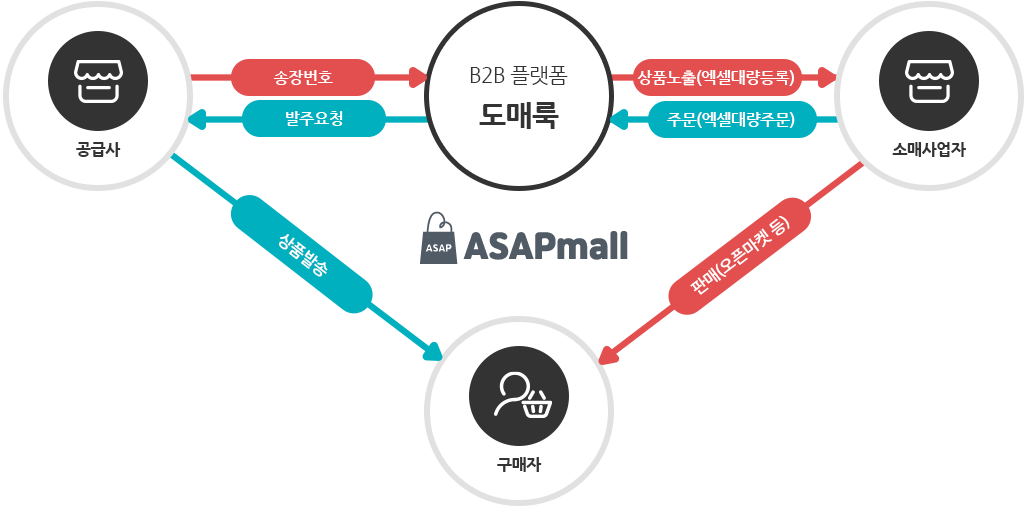 송장번호
발주요청
공급사
B2B 플랫폼
도매룩
상품노출(엑셀대량등록)
주문(엑셀대량주문)
소매사업자
ASAP
ASAPmall
상품발송
판매(오픈마켓 등)
구매자